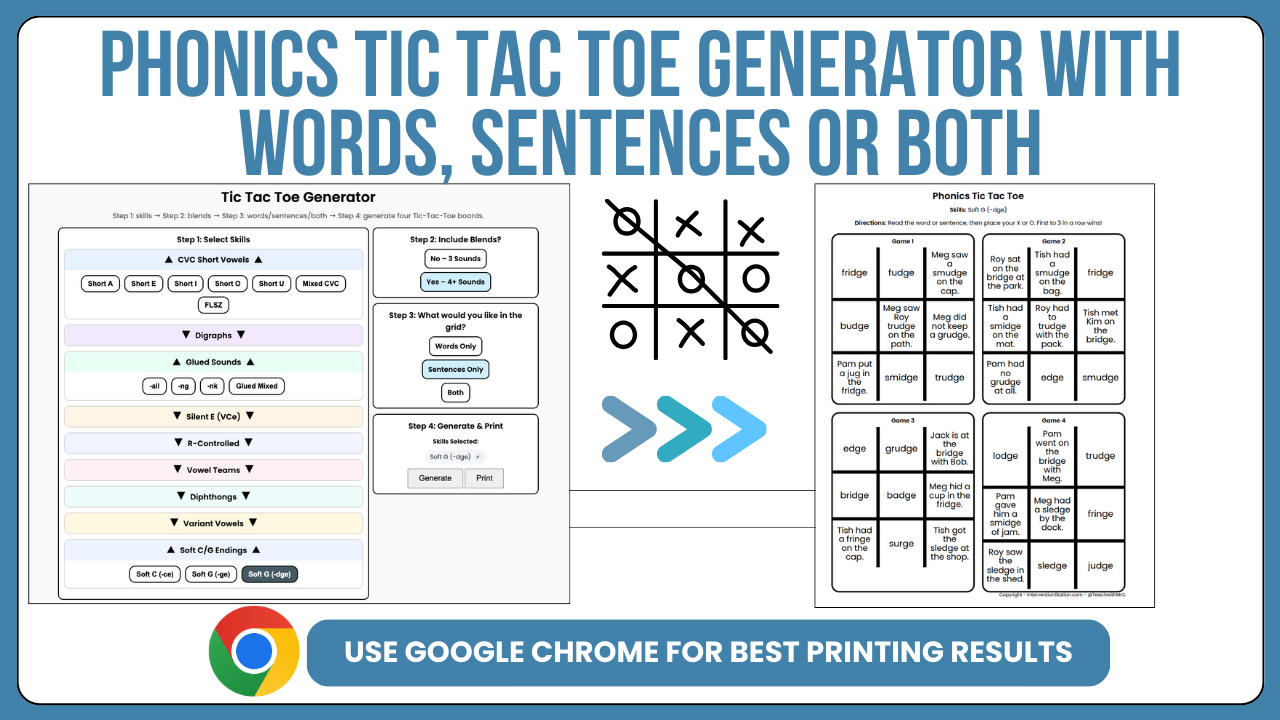 PHONICS TIC TAC TOE GENERATOR WITH
WORDS, SENTENCES OR BOTH
Tic Tac Toe Generator
Step 1: skills → Step 2: blends → Step 3: words/sentences/both → Step 4: generate four Tic-Tac-Toe boards.
Step 1: Select Skills
▲ CVC Short Vowels ▲
Short A Short E Short I Short O Short U Mixed CVC
FLSZ
▼ Digraphs ▼
▲ Glued Sounds ▲
-all -ng -nk Glued Mixed
▼ Silent E (VCe) ▼
▼ R-Controlled ▼
▼ Vowel Teams ▼
▼ Diphthongs ▼
▼ Variant Vowels ▼
▲ Soft C/G Endings ▲
Soft C (-ce) Soft G (-ge) Soft G (-dge)
Step 2: Include Blends?
No – 3 Sounds
Yes – 4+ Sounds
Step 3: What would you like in the
grid?
Words Only
Sentences Only
Both
Step 4: Generate & Print
Skills Selected:
Soft G (-dge) ×
Generate Print
Phonics Tic Tac Toe
Skills: Soft G (-dge)
Directions: Read the word or sentence, then place your X or O. First to 3 in a row wins!
Game 1
fridge
fudge
Meg saw
a
smudge
on the
cap.
budge
Meg saw
Roy
trudge
on the
path.
Meg did
not keep
a grudge.
Pam put
a jug in
the
fridge.
smidge
trudge
Game 2
Roy sat
on the
bridge at
the park.
Tish had
a
smudge
on the
bag.
fridge
Tish had
a
smidge
on the
mat.
Roy had
to
trudge
with the
pack.
Tish met
Kim on
the
bridge.
Pam had
no
grudge
at all.
edge
smudge
Game 3
edge
grudge
Jack is at
the
bridge
with Bob.
bridge
badge
Meg hid a
cup in the
fridge.
Tish had
a fringe
on the
cap.
surge
Tish got
the
sledge at
the shop.
Game 4
lodge
Pam
went on
the
bridge
with
Meg.
trudge
Pam
gave
him a
smidge
of jam.
Meg had
a sledge
by the
dock.
fringe
Roy saw
the
sledge in
the shed.
sledge
judge
Copyright - InterventionStation.com - @TeachwithMrG
USE GOOGLE CHROME FOR BEST PRINTING RESULTS